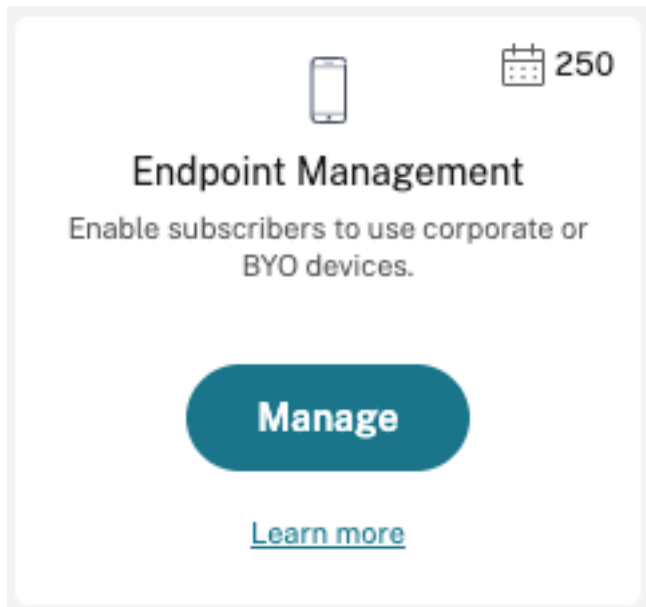 250
Endpoint Management
Enable subscribers to use corporate or
BYO devices.
Manage
Learn more